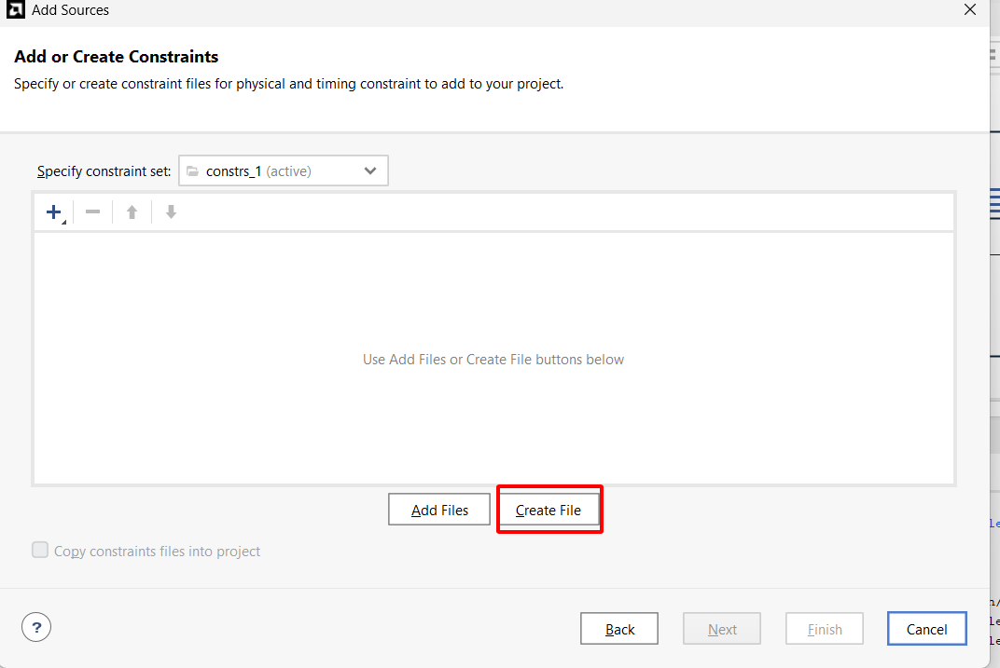 Add Sources
Add or Create Constraints
Specify or create constraint files for physical and timing constraint to add to your project.
Specify constraint set: constrs_1 (active)
Use Add Files or Create File buttons below
Add Files Create File
Copy constraints files into project
? Back Next Finish Cancel